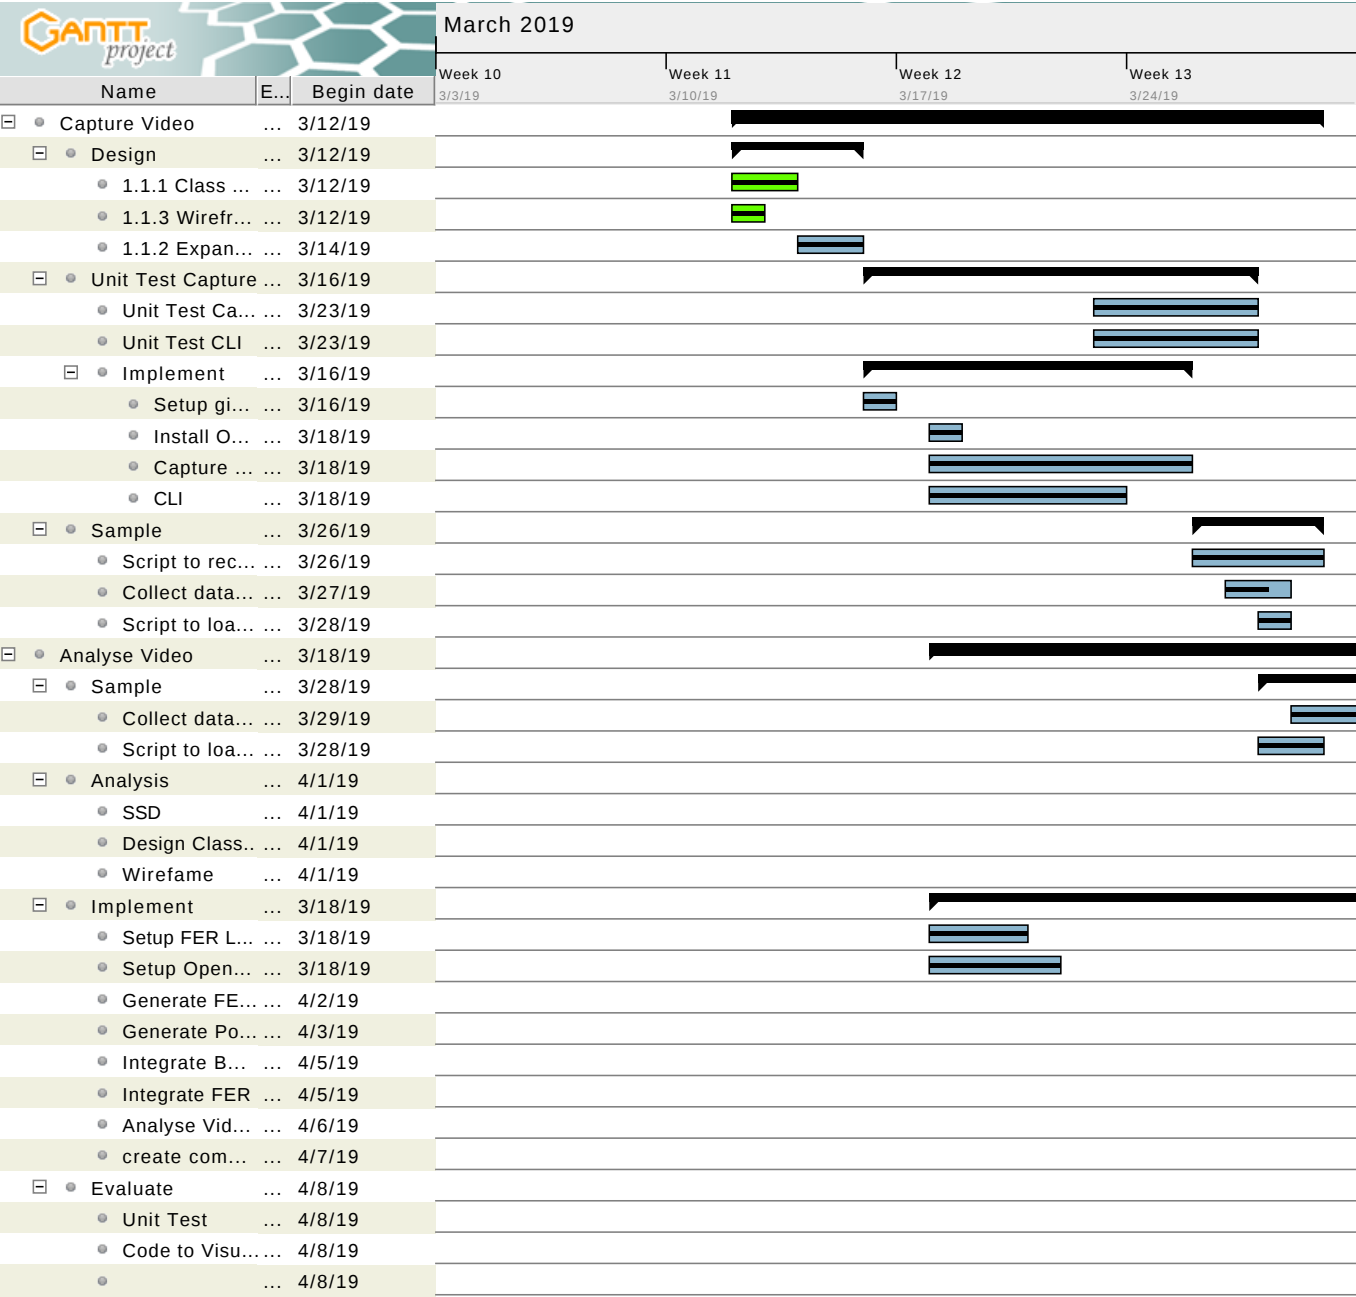 GANTT project
March 2019
Week 10 Week 11 Week 12 Week 13
Name E... Begin date 3/3/19 3/10/19 3/17/19 3/24/19
Capture Video ... 3/12/19
Design ... 3/12/19
1.1.1 Class ... ... 3/12/19
1.1.3 Wirefr... ... 3/12/19
1.1.2 Expan... ... 3/14/19
Unit Test Capture ... 3/16/19
Unit Test Ca... ... 3/23/19
Unit Test CLI ... 3/23/19
Implement ... 3/16/19
Setup gi... ... 3/16/19
Install O... ... 3/18/19
Capture ... ... 3/18/19
CLI ... 3/18/19
Sample ... 3/26/19
Script to rec... ... 3/26/19
Collect data... ... 3/27/19
Script to loa... ... 3/28/19
Analyse Video ... 3/18/19
Sample ... 3/28/19
Collect data... ... 3/29/19
Script to loa... ... 3/28/19
Analysis ... 4/1/19
SSD ... 4/1/19
Design Class.. ... 4/1/19
Wirefame ... 4/1/19
Implement ... 3/18/19
Setup FER L... ... 3/18/19
Setup Open... ... 3/18/19
Generate FE... ... 4/2/19
Generate Po... ... 4/3/19
Integrate B... ... 4/5/19
Integrate FER ... 4/5/19
Analyse Vid... ... 4/6/19
create com... ... 4/7/19
Evaluate ... 4/8/19
Unit Test ... 4/8/19
Code to Visu... ... 4/8/19
... 4/8/19